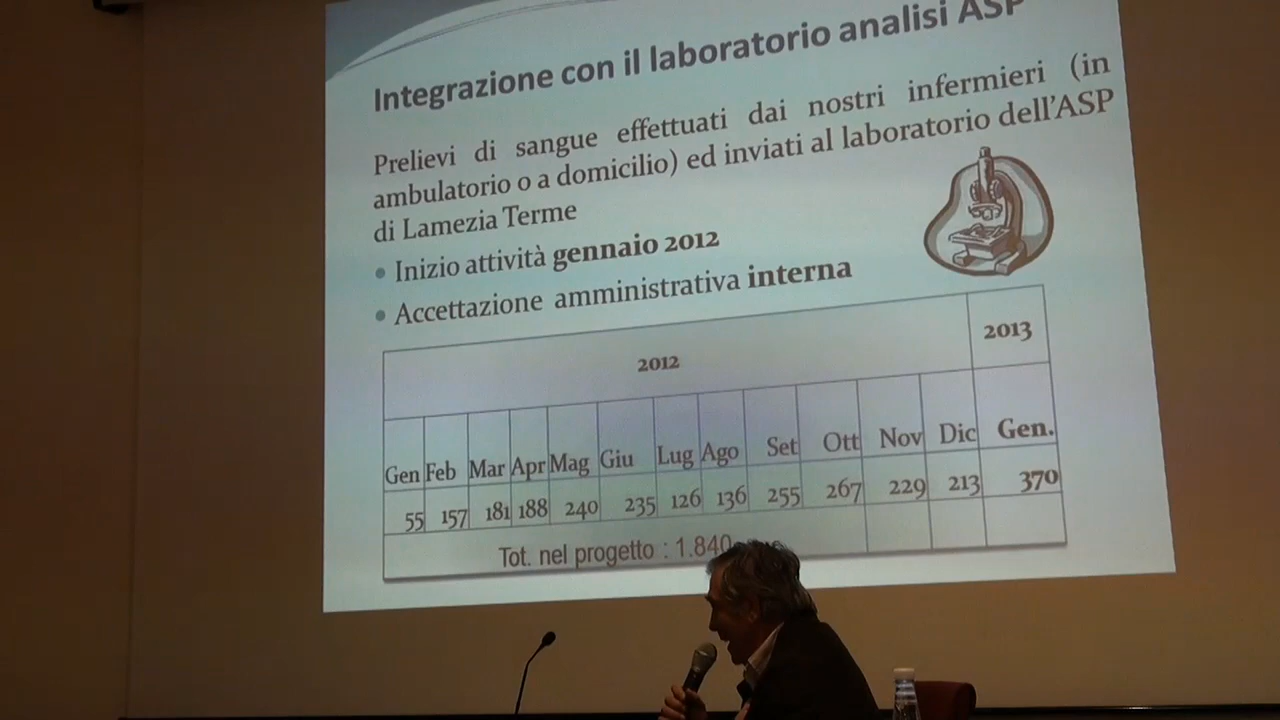 Integrazione con il laboratorio analisi ASP
Prelievi di sangue effettuati dai nostri infermieri (in
ambulatorio o a domicilio) ed inviati al laboratorio dell'ASP
di Lamezia Terme
• Inizio attività gennaio 2012
• Accettazione amministrativa interna
2012 2013
Gen Feb Mar Apr Mag Giu Lug Ago Set Ott Nov Dic Gen.
55 157 181 188 240 235 126 136 255 267 229 213 370
Tot. nel progetto : 1.840